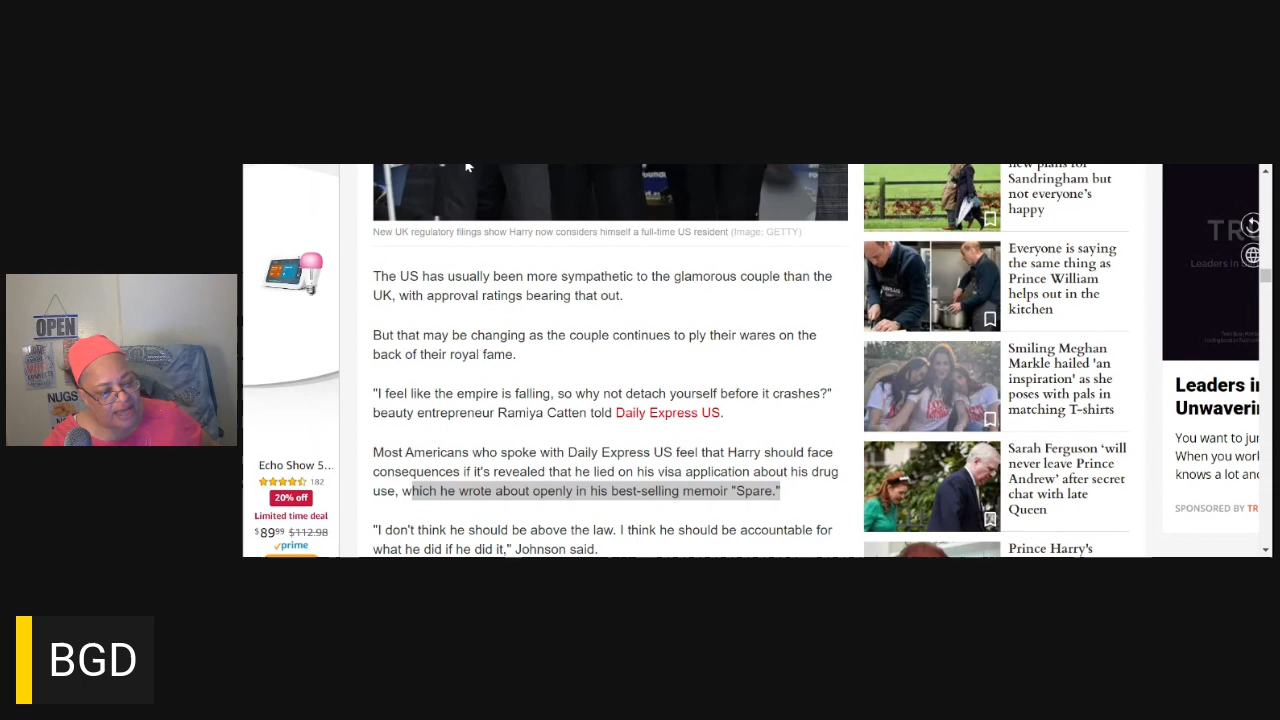 OPEN
NUGS
BGD
Echo Show 5...
182
20% off
Limited time deal
$8999 $112.98
prime
New UK regulatory filings show Harry now considers himself a full-time US resident (Image: GETTY)
The US has usually been more sympathetic to the glamorous couple than the
UK, with approval ratings bearing that out.
But that may be changing as the couple continues to ply their wares on the
back of their royal fame.
"I feel like the empire is falling, so why not detach yourself before it crashes?"
beauty entrepreneur Ramiya Catten told Daily Express US.
Most Americans who spoke with Daily Express US feel that Harry should face
consequences if it's revealed that he lied on his visa application about his drug
use, which he wrote about openly in his best-selling memoir "Spare."
"I don't think he should be above the law. I think he should be accountable for
what he did if he did it," Johnson said.
new plans for
Sandringham but
not everyone's
happy
Everyone is saying
the same thing as
Prince William
helps out in the
kitchen
Smiling Meghan
Markle hailed 'an
inspiration' as she
poses with pals in
matching T-shirts
Sarah Ferguson ‘will
never leave Prince
Andrew’ after secret
chat with late
Queen
Prince Harry's
TR
Leaders in
Leaders i
Unwaveri
You want to ju
When you worl
knows a lot an
SPONSORED BY TR